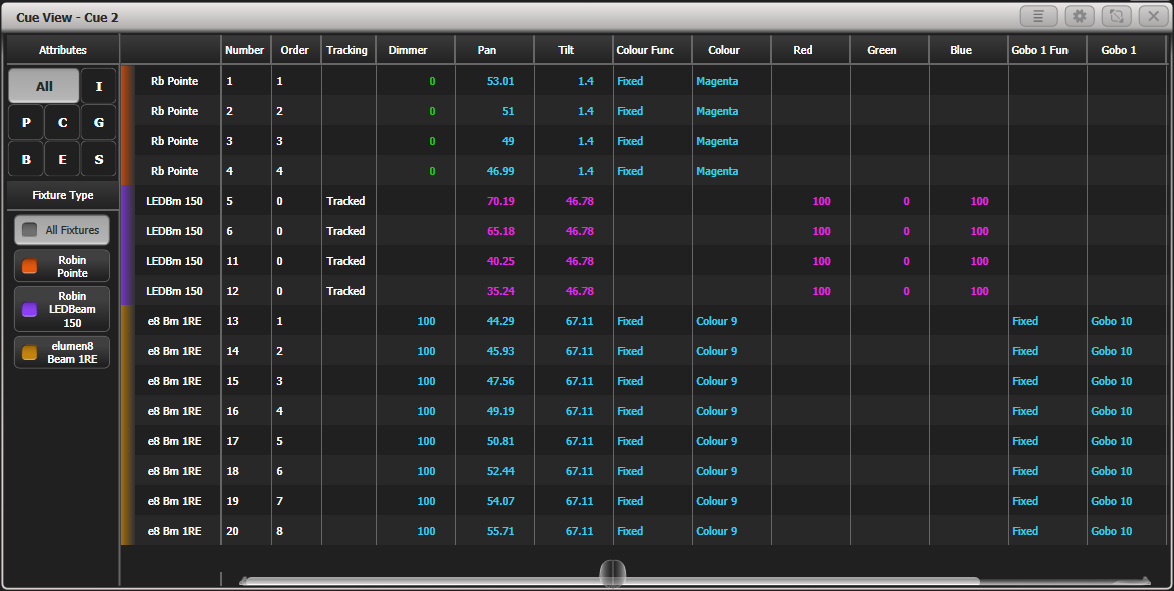 Cue View - Cue 2
Attributes Number Order Tracking Dimmer Pan Tilt Colour Func Colour Red Green Blue Gobo 1 Fun Gobo 1
All I
P C G
B E S
Fixture Type
All Fixtures
Robin
Pointe
Robin
LEDBeam
150
elumen8
Beam 1RE
Rb Pointe 1 1 0 53.01 1.4 Fixed Magenta
Rb Pointe 2 2 0 51 1.4 Fixed Magenta
Rb Pointe 3 3 0 49 1.4 Fixed Magenta
Rb Pointe 4 4 0 46.99 1.4 Fixed Magenta
LEDBm 150 5 0 Tracked 70.19 46.78 100 0 100
LEDBm 150 6 0 Tracked 65.18 46.78 100 0 100
LEDBm 150 11 0 Tracked 40.25 46.78 100 0 100
LEDBm 150 12 0 Tracked 35.24 46.78 100 0 100
e8 Bm 1RE 13 1 100 44.29 67.11 Fixed Colour 9 Fixed Gobo 10
e8 Bm 1RE 14 2 100 45.93 67.11 Fixed Colour 9 Fixed Gobo 10
e8 Bm 1RE 15 3 100 47.56 67.11 Fixed Colour 9 Fixed Gobo 10
e8 Bm 1RE 16 4 100 49.19 67.11 Fixed Colour 9 Fixed Gobo 10
e8 Bm 1RE 17 5 100 50.81 67.11 Fixed Colour 9 Fixed Gobo 10
e8 Bm 1RE 18 6 100 52.44 67.11 Fixed Colour 9 Fixed Gobo 10
e8 Bm 1RE 19 7 100 54.07 67.11 Fixed Colour 9 Fixed Gobo 10
e8 Bm 1RE 20 8 100 55.71 67.11 Fixed Colour 9 Fixed Gobo 10